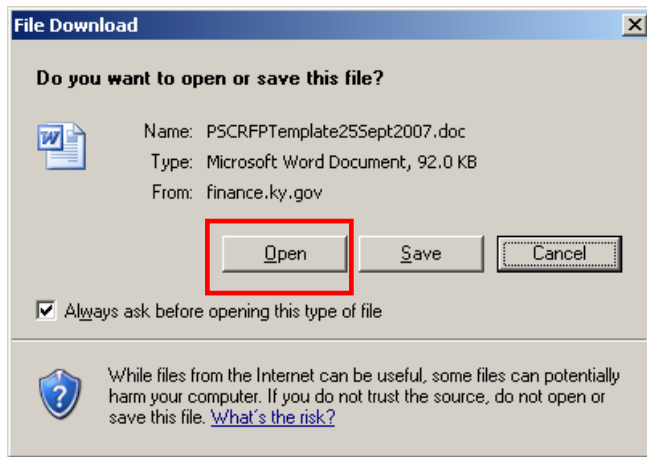 File Download
Do you want to open or save this file?
Name: PSCRFPTemplate25Sept2007.doc
Type: Microsoft Word Document, 92.0 KB
From: finance.ky.gov
Open Save Cancel
Always ask before opening this type of file
While files from the Internet can be useful, some files can potentially
harm your computer. If you do not trust the source, do not open or
save this file. What's the risk?